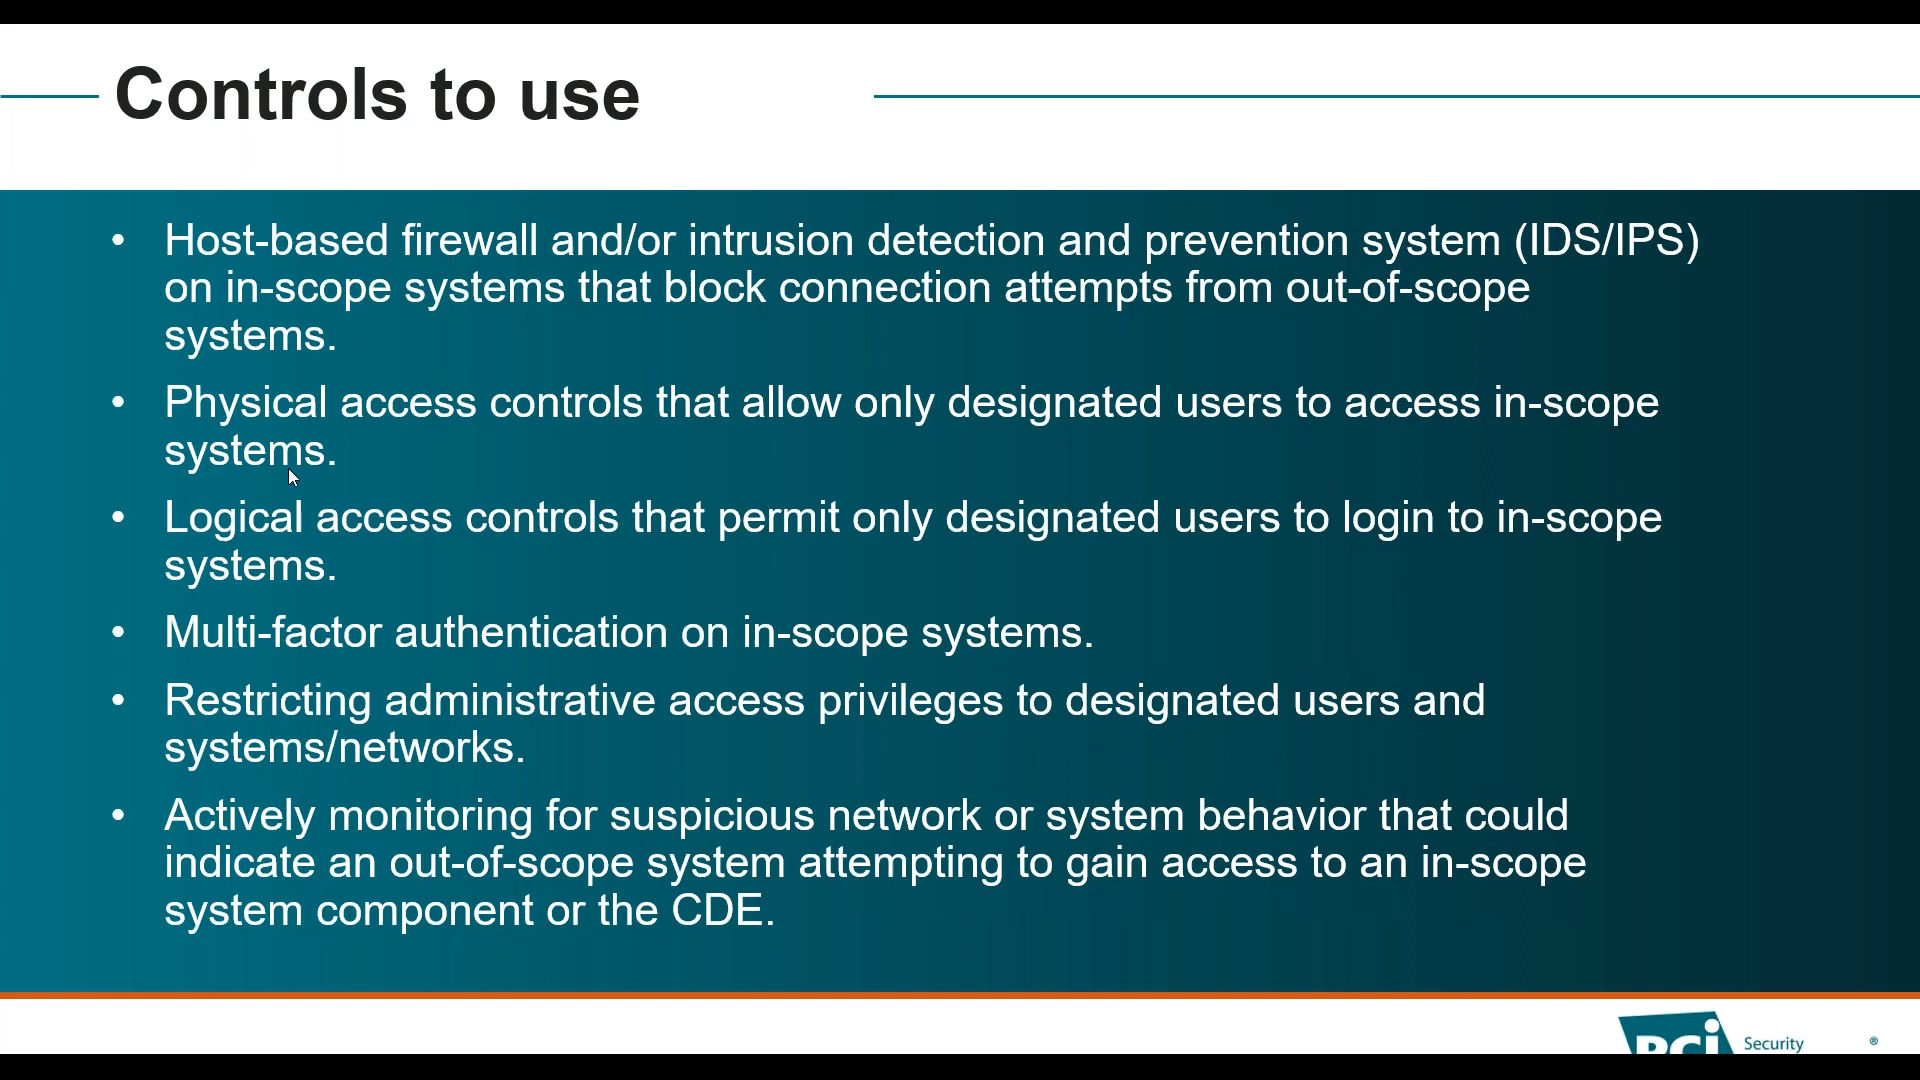 Controls to use
• Host-based firewall and/or intrusion detection and prevention system (IDS/IPS)
on in-scope systems that block connection attempts from out-of-scope
systems.
• Physical access controls that allow only designated users to access in-scope
systems.
• Logical access controls that permit only designated users to login to in-scope
systems.
• Multi-factor authentication on in-scope systems.
• Restricting administrative access privileges to designated users and
systems/networks.
• Actively monitoring for suspicious network or system behavior that could
indicate an out-of-scope system attempting to gain access to an in-scope
system component or the CDE.
PCi Security ®